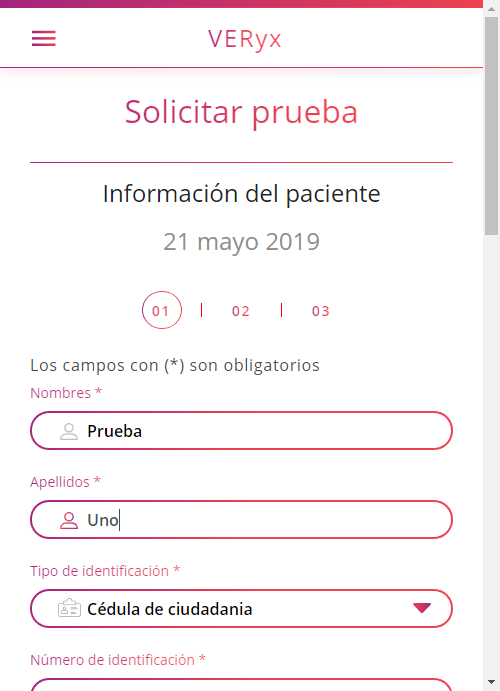 VERyx
Solicitar prueba
Información del paciente
21 mayo 2019
01 | 02 | 03
Los campos con (*) son obligatorios
Nombres *
Prueba
Apellidos *
Uno
Tipo de identificación *
Cédula de ciudadania
Número de identificación *